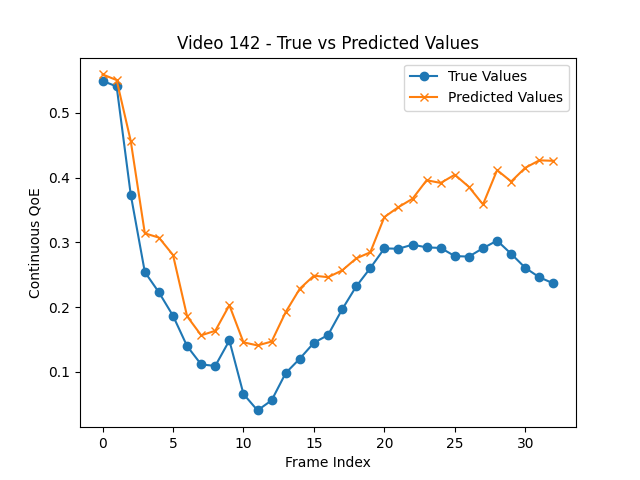 Video 142 - True vs Predicted Values
True Values
Predicted Values
Continuous QoE
0.5
0.4
0.3
0.2
0.1
0 5 10 15 20 25 30
Frame Index